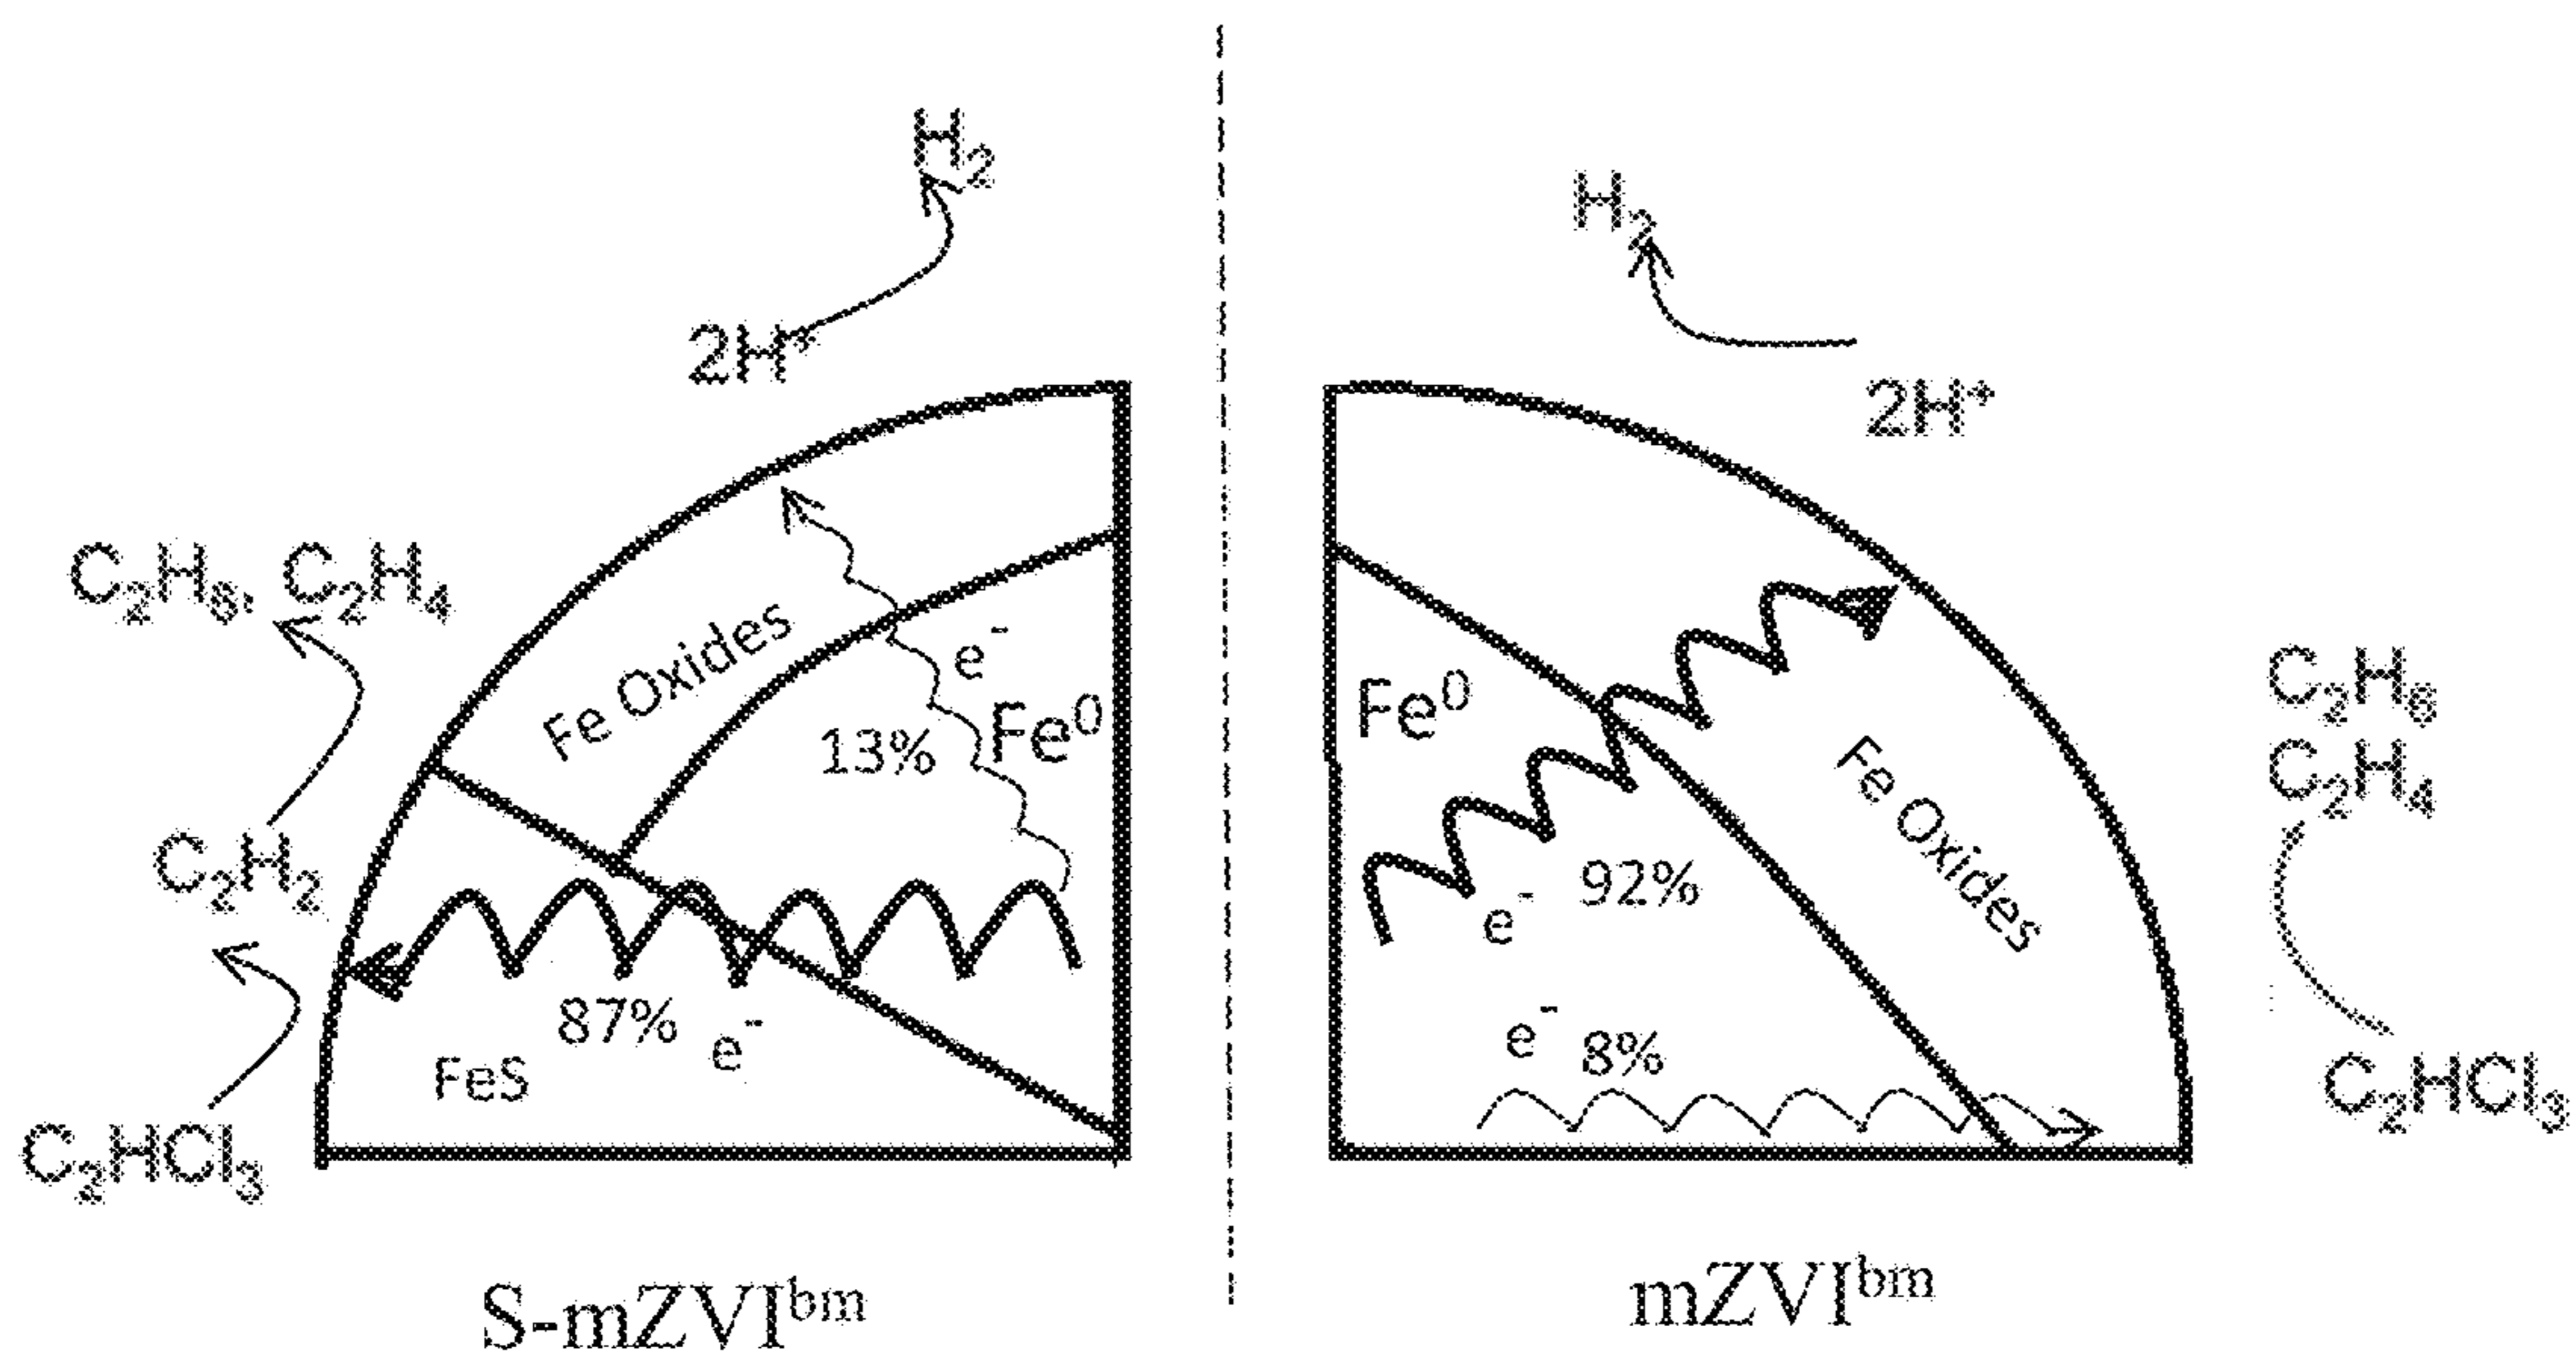 H₂
2H⁺
C₂H₆, C₂H₄
Fe Oxides
e⁻
Fe⁰
13%
C₂H₂
87%
e⁻
FeS
C₂HCl₃
S-mZVIᵇᵐ
H₂
2H⁺
Fe⁰
C₂H₆
C₂H₄
Fe Oxides
e⁻ 92%
e⁻ 8%
C₂HCl₃
mZVIᵇᵐ